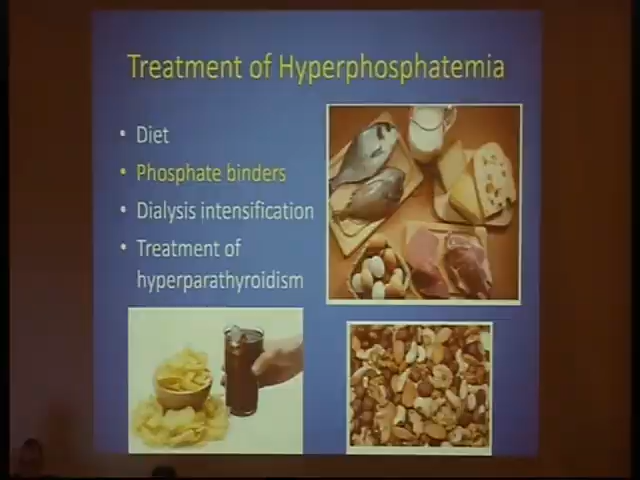 Treatment of Hyperphosphatemia
• Diet
• Phosphate binders
• Dialysis intensification
• Treatment of
hyperparathyroidism